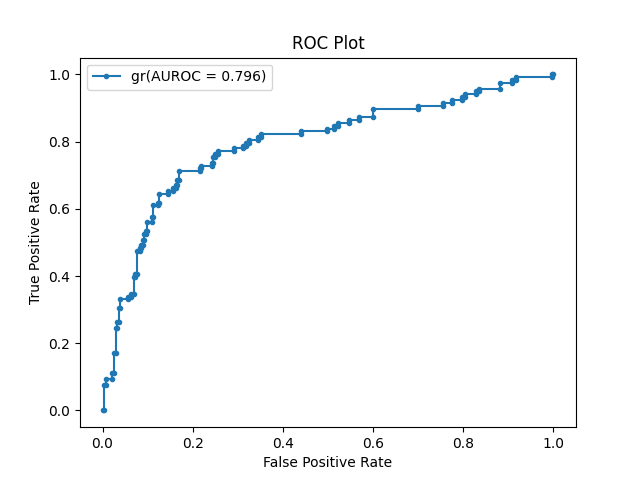 ROC Plot
gr(AUROC = 0.796)
True Positive Rate
1.0
0.8
0.6
0.4
0.2
0.0
0.0 0.2 0.4 0.6 0.8 1.0
False Positive Rate